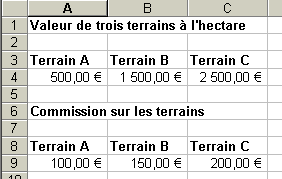 A B C
1 Valeur de trois terrains à l'hectare
2
3 Terrain A Terrain B Terrain C
4 500,00 € 1 500,00 € 2 500,00 €
5
6 Commission sur les terrains
7
8 Terrain A Terrain B Terrain C
9 100,00 € 150,00 € 200,00 €